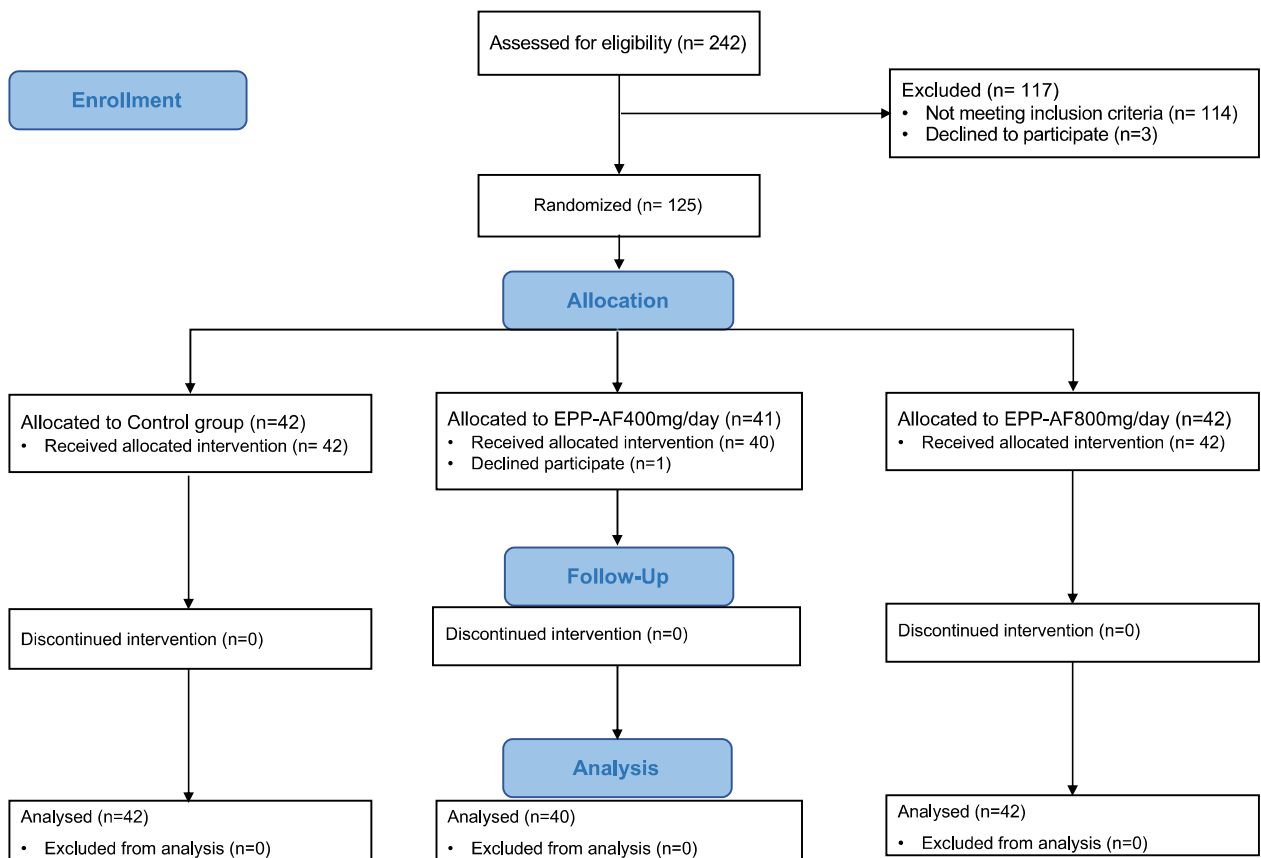 Assessed for eligibility (n= 242)
Enrollment
Excluded (n= 117)
• Not meeting inclusion criteria (n= 114)
• Declined to participate (n=3)
Randomized (n= 125)
Allocation
Allocated to Control group (n=42)
• Received allocated intervention (n= 42)
Allocated to EPP-AF400mg/day (n=41)
• Received allocated intervention (n= 40)
• Declined participate (n=1)
Allocated to EPP-AF800mg/day (n=42)
• Received allocated intervention (n= 42)
Follow-Up
Discontinued intervention (n=0)
Discontinued intervention (n=0)
Discontinued intervention (n=0)
Analysis
Analysed (n=42)
• Excluded from analysis (n=0)
Analysed (n=40)
• Excluded from analysis (n=0)
Analysed (n=42)
• Excluded from analysis (n=0)